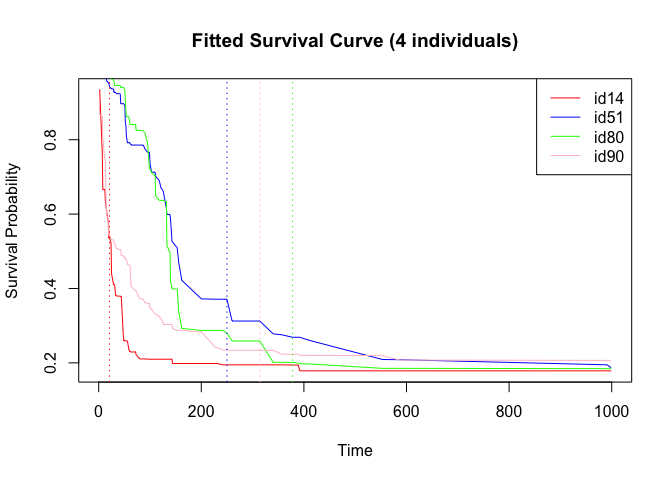 Fitted Survival Curve (4 individuals)
id14
id51
id80
id90
Survival Probability
0.8
0.6
0.4
0.2
0 200 400 600 800 1000
Time